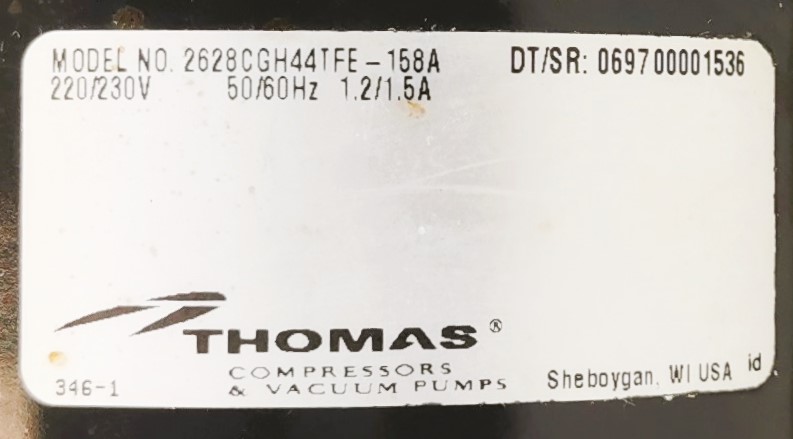 MODEL NO. 2628CGH44TFE-158A DT/SR: 069700001536
220/230V 50/60Hz 1.2/1.5A
THOMAS®
COMPRESSORS
& VACUUM PUMPS
346-1 Sheboygan, WI USA id